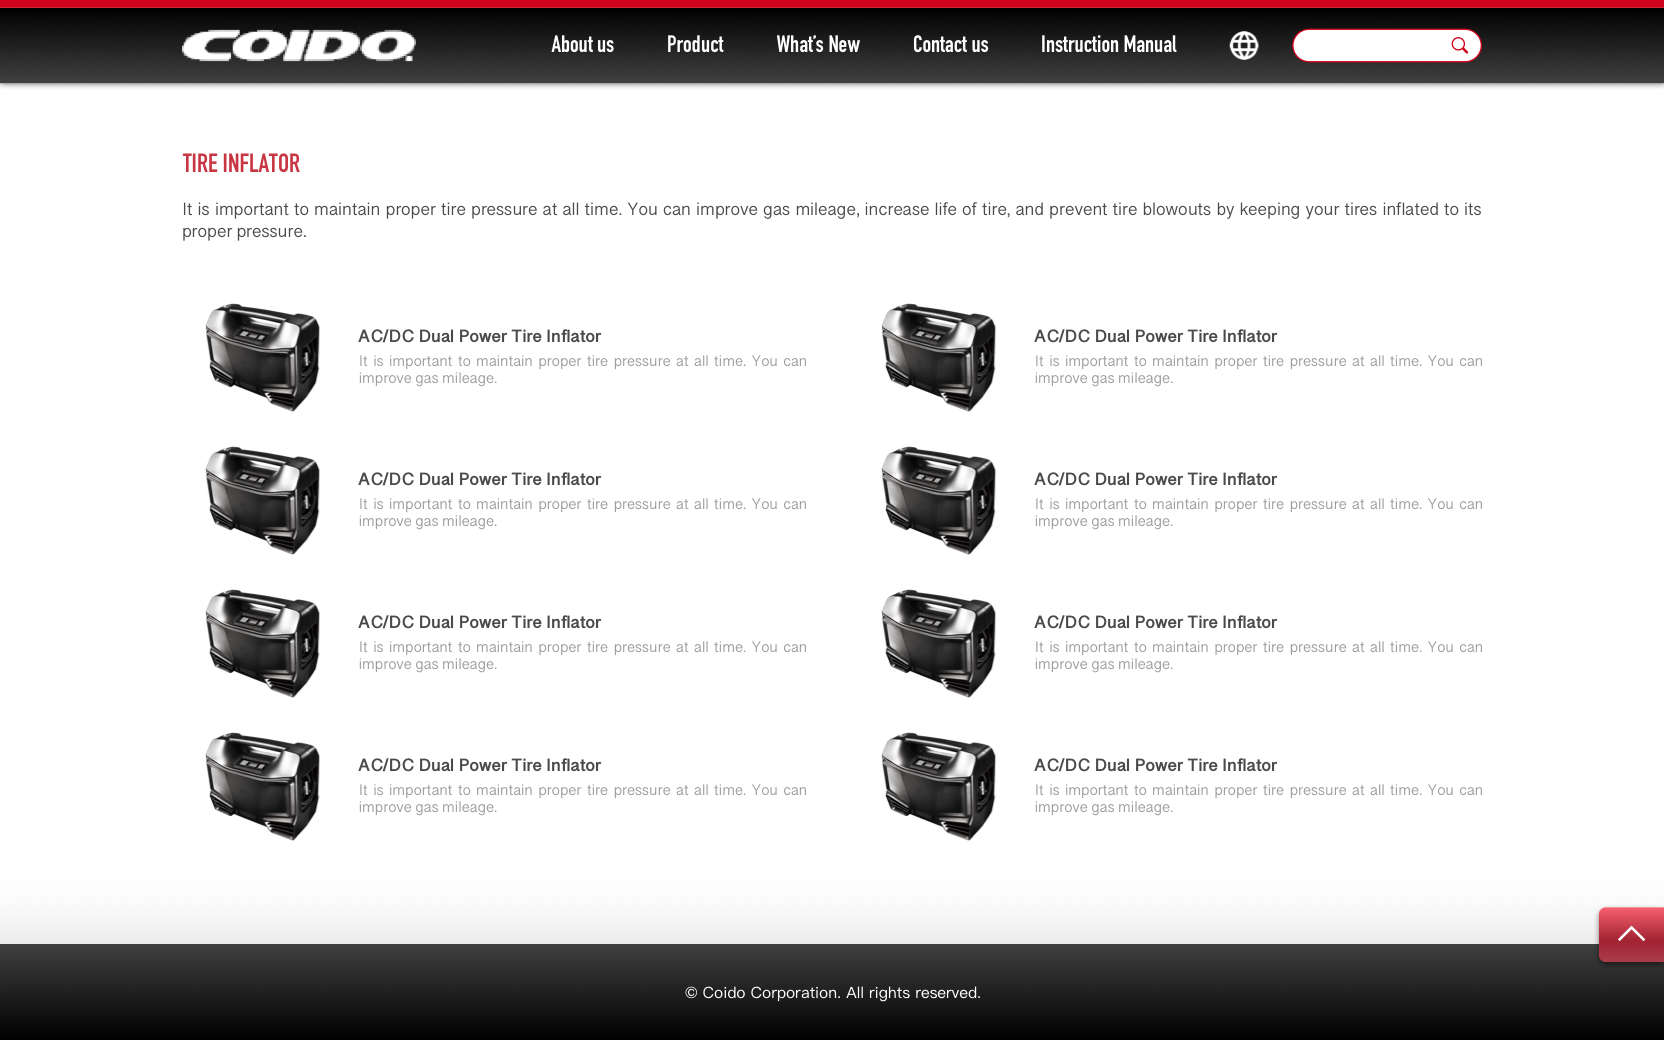 COIDO.
About us
Product
What's New
Contact us
Instruction Manual
TIRE INFLATOR
It is important to maintain proper tire pressure at all time. You can improve gas mileage, increase life of tire, and prevent tire blowouts by keeping your tires inflated to its
proper pressure.
AC/DC Dual Power Tire Inflator
It is important to maintain proper tire pressure at all time. You can
improve gas mileage.
AC/DC Dual Power Tire Inflator
It is important to maintain proper tire pressure at all time. You can
improve gas mileage.
AC/DC Dual Power Tire Inflator
It is important to maintain proper tire pressure at all time. You can
improve gas mileage.
AC/DC Dual Power Tire Inflator
It is important to maintain proper tire pressure at all time. You can
improve gas mileage.
AC/DC Dual Power Tire Inflator
It is important to maintain proper tire pressure at all time. You can
improve gas mileage.
AC/DC Dual Power Tire Inflator
It is important to maintain proper tire pressure at all time. You can
improve gas mileage.
AC/DC Dual Power Tire Inflator
It is important to maintain proper tire pressure at all time. You can
improve gas mileage.
AC/DC Dual Power Tire Inflator
It is important to maintain proper tire pressure at all time. You can
improve gas mileage.
© Coido Corporation. All rights reserved.